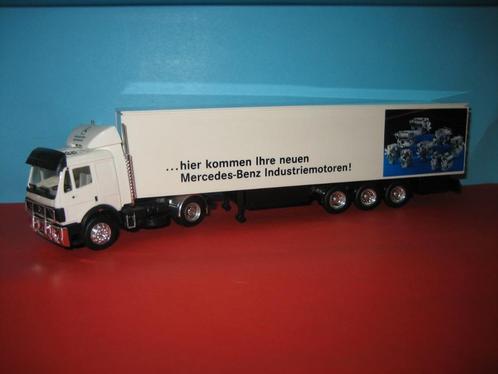 ...hier kommen Ihre neuen
Mercedes-Benz Industriemotoren!